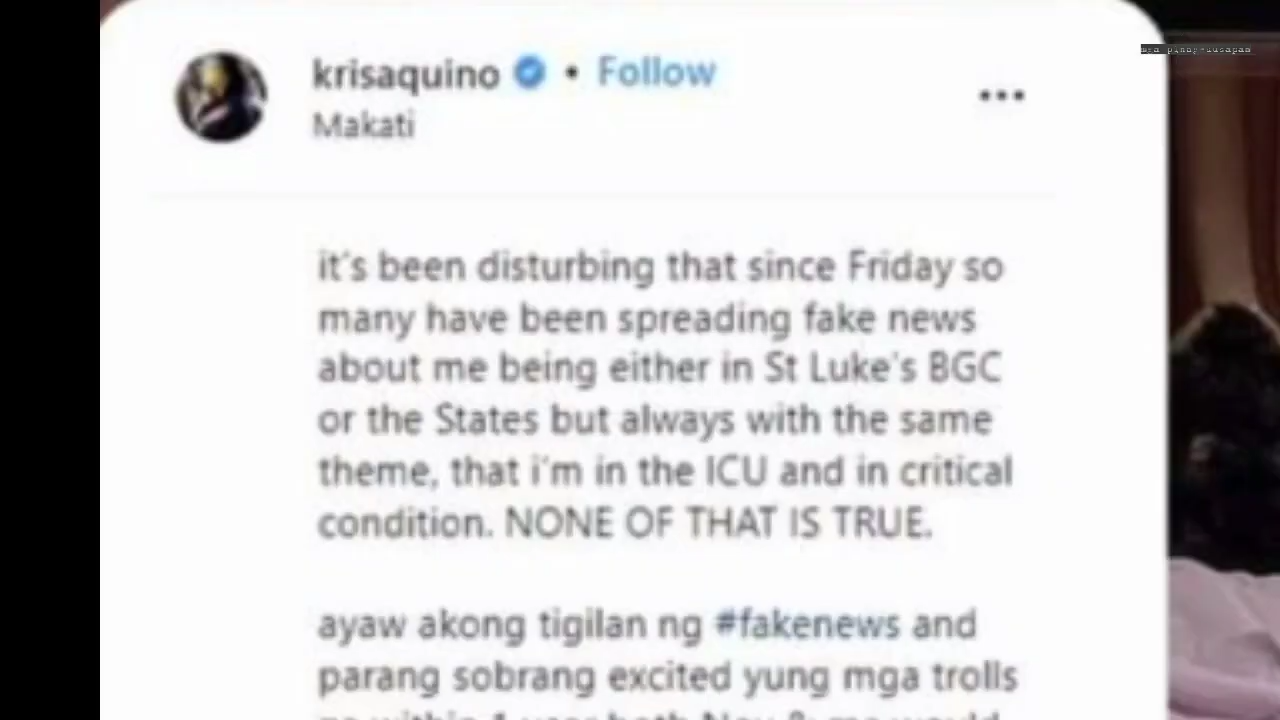 krisaquino • Follow
Makati
...
it's been disturbing that since Friday so
many have been spreading fake news
about me being either in St Luke's BGC
or the States but always with the same
theme, that i'm in the ICU and in critical
condition. NONE OF THAT IS TRUE.
ayaw akong tigilan ng #fakenews and
parang sobrang excited yung mga trolls